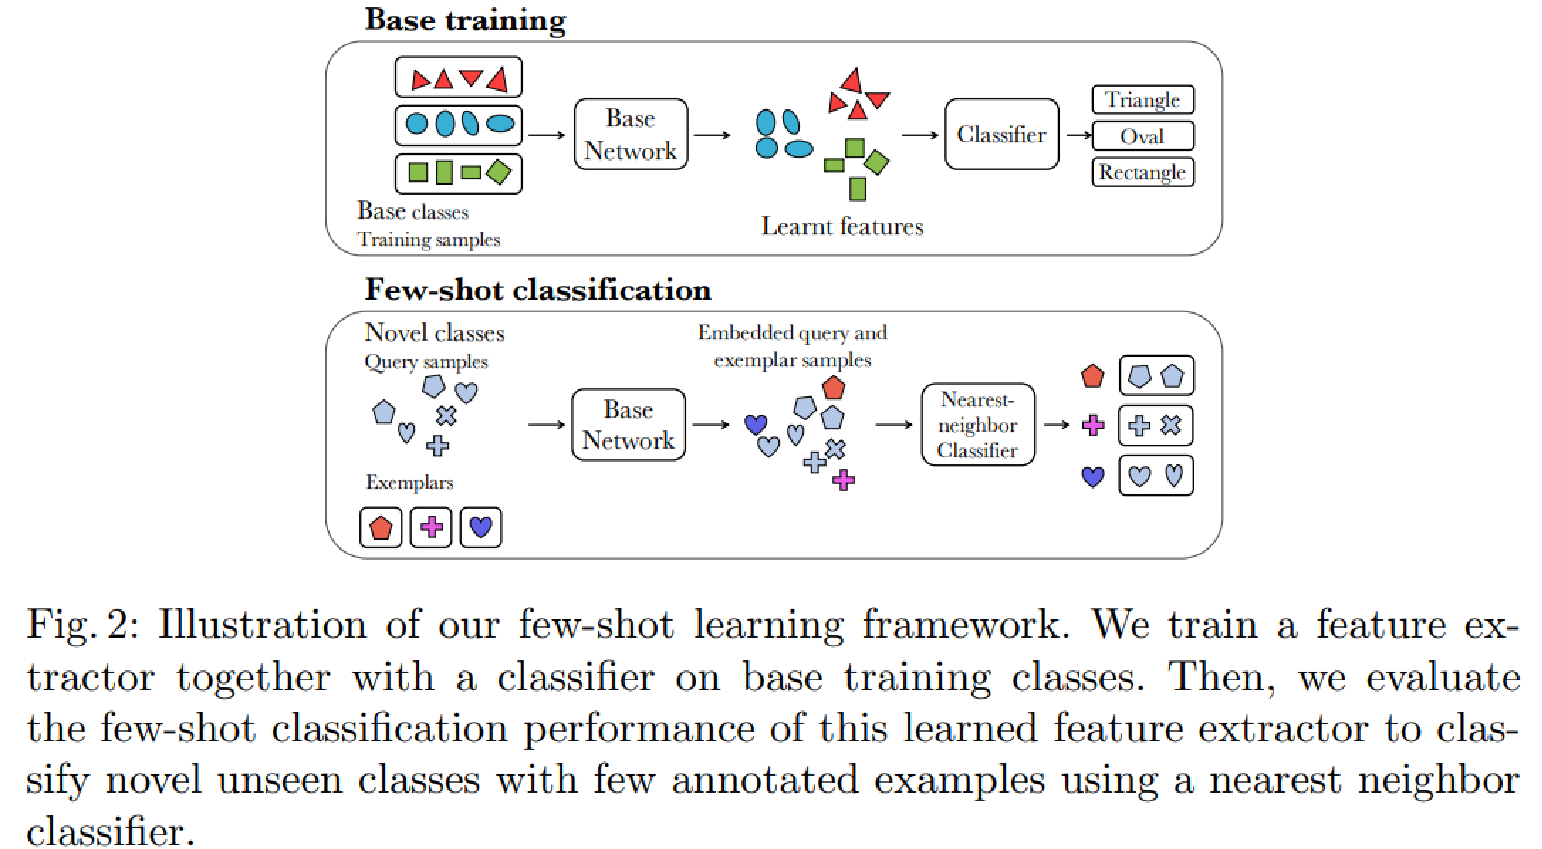 Base training
Base
Network
Classifier
Triangle
Oval
Rectangle
Base classes
Training samples
Learnt features
Few-shot classification
Novel classes
Query samples
Exemplars
Base
Network
Embedded query and
exemplar samples
Nearest-
neighbor
Classifier
Fig. 2: Illustration of our few-shot learning framework. We train a feature ex-
tractor together with a classifier on base training classes. Then, we evaluate
the few-shot classification performance of this learned feature extractor to clas-
sify novel unseen classes with few annotated examples using a nearest neighbor
classifier.